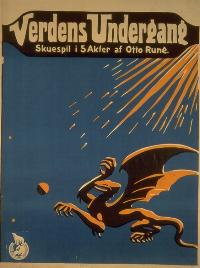 Verdens Undergang
Skuespil i 5 Akter af Otto Rung.